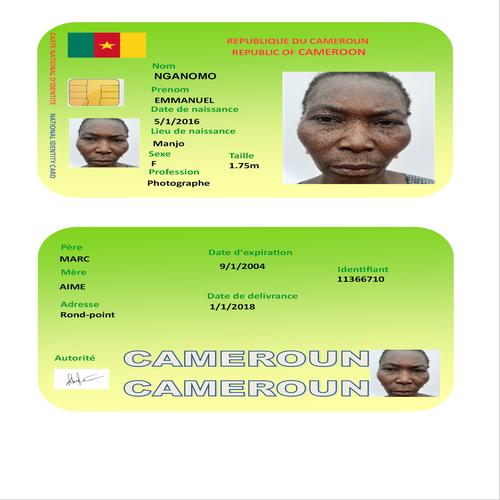 REPUBLIQUE DU CAMEROUN
REPUBLIC OF CAMEROON
CARTE NATIONAL D'IDENTITÉ NATIONAL IDENTITY CARD
Nom
NGANOMO
Prenom
EMMANUEL
Date de naissance
5/1/2016
Lieu de naissance
Manjo
Sexe Taille
F 1.75m
Profession
Photographe
Père
MARC
Mère
AIME
Adresse
Rond-point
Date d'expiration
9/1/2004
Date de delivrance
1/1/2018
Identifiant
11366710
Autorité
CAMEROUN
CAMEROUN